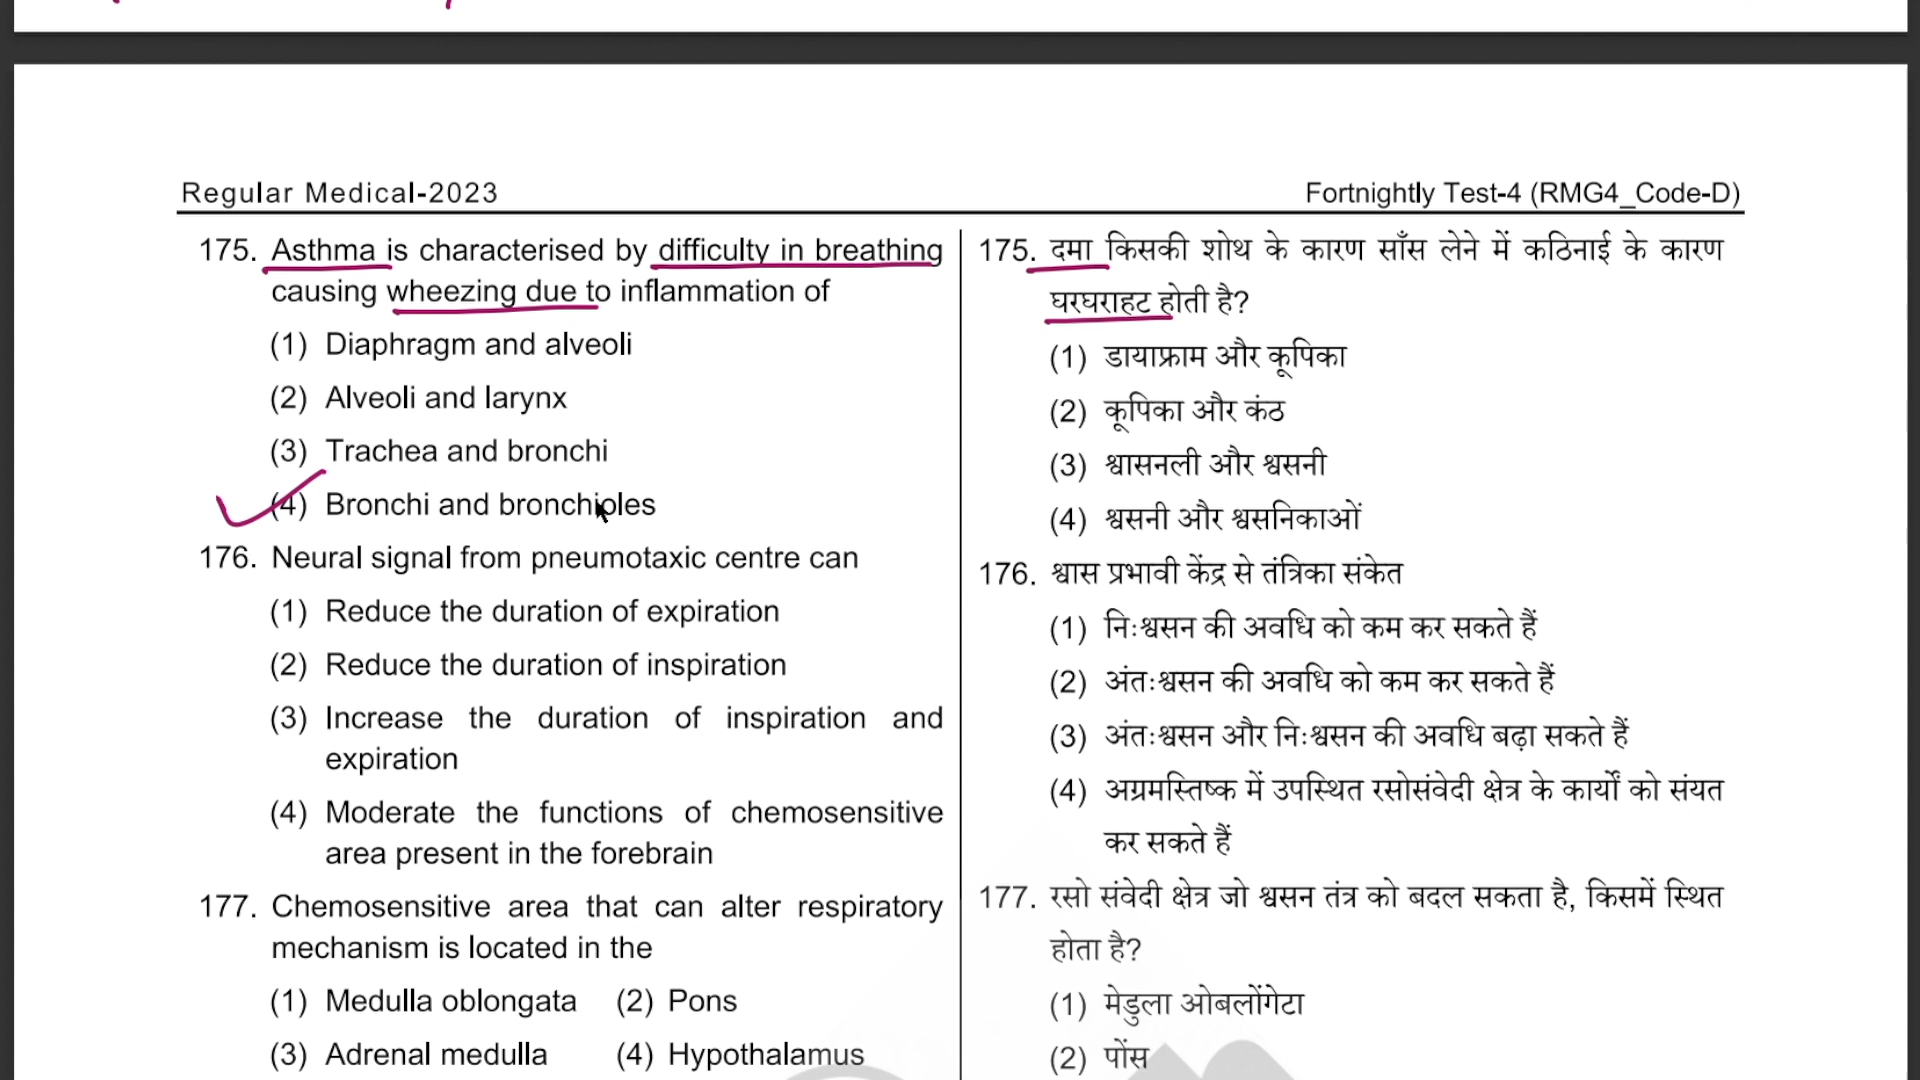 Regular Medical-2023
Fortnightly Test-4 (RMG4_Code-D)
175. Asthma is characterised by difficulty in breathing
causing wheezing due to inflammation of
(1) Diaphragm and alveoli
(2) Alveoli and larynx
(3) Trachea and bronchi
(4) Bronchi and bronchioles
176. Neural signal from pneumotaxic centre can
(1) Reduce the duration of expiration
(2) Reduce the duration of inspiration
(3) Increase the duration of inspiration and
expiration
(4) Moderate the functions of chemosensitive
area present in the forebrain
177. Chemosensitive area that can alter respiratory
mechanism is located in the
(1) Medulla oblongata (2) Pons
(3) Adrenal medulla (4) Hypothalamus
175. दमा किसकी शोथ के कारण साँस लेने में कठिनाई के कारण
घरघराहट होती है?
(1) डायाफ्राम और कूपिका
(2) कूपिका और कंठ
(3) श्वासनली और श्वसनी
(4) श्वसनी और श्वसनिकाओं
176. श्वास प्रभावी केंद्र से तंत्रिका संकेत
(1) निःश्वसन की अवधि को कम कर सकते हैं
(2) अंतःश्वसन की अवधि को कम कर सकते हैं
(3) अंतःश्वसन और निःश्वसन की अवधि बढ़ा सकते हैं
(4) अग्रमस्तिष्क में उपस्थित रसोसंवेदी क्षेत्र के कार्यों को संयत
कर सकते हैं
177. रसो संवेदी क्षेत्र जो श्वसन तंत्र को बदल सकता है, किसमें स्थित
होता है?
(1) मेडुला ओबलोंगेटा
(2) पोंस